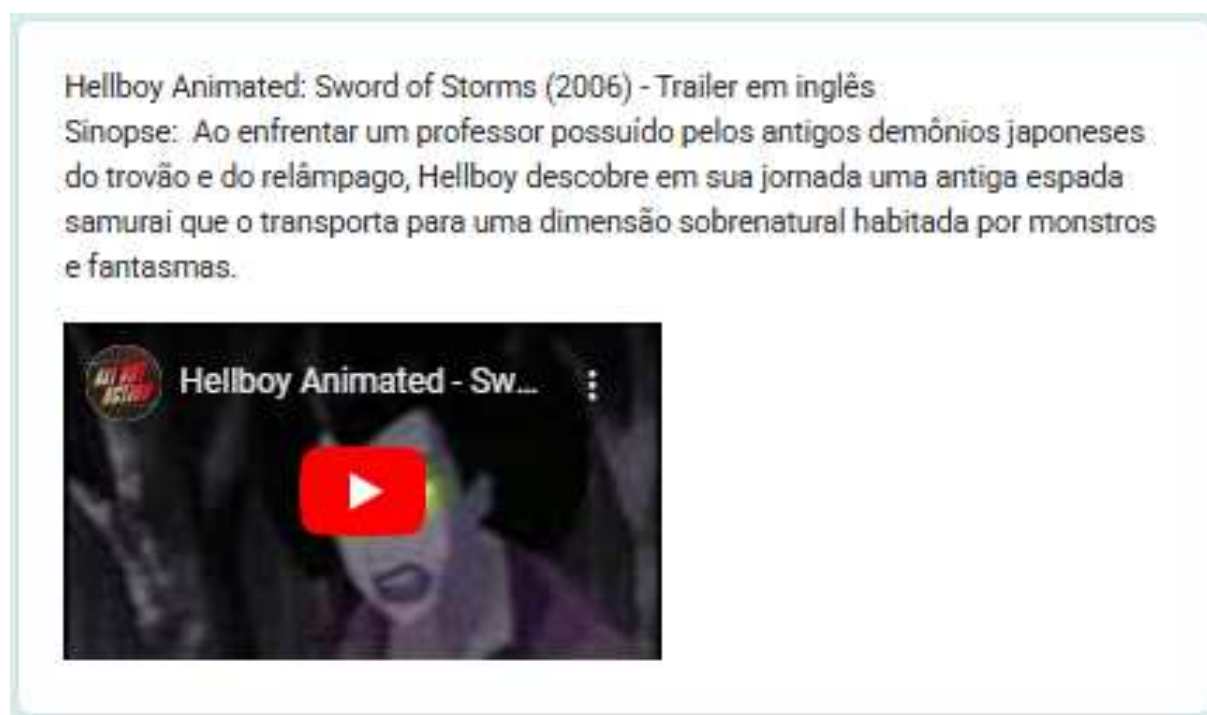 Hellboy Animated: Sword of Storms (2006) - Trailer em inglês
Sinopse:  Ao enfrentar um professor possuído pelos antigos demônios japoneses
do trovão e do relâmpago, Hellboy descobre em sua jornada uma antiga espada
samurai que o transporta para uma dimensão sobrenatural habitada por monstros
e fantasmas.
Hellboy Animated - Sw...